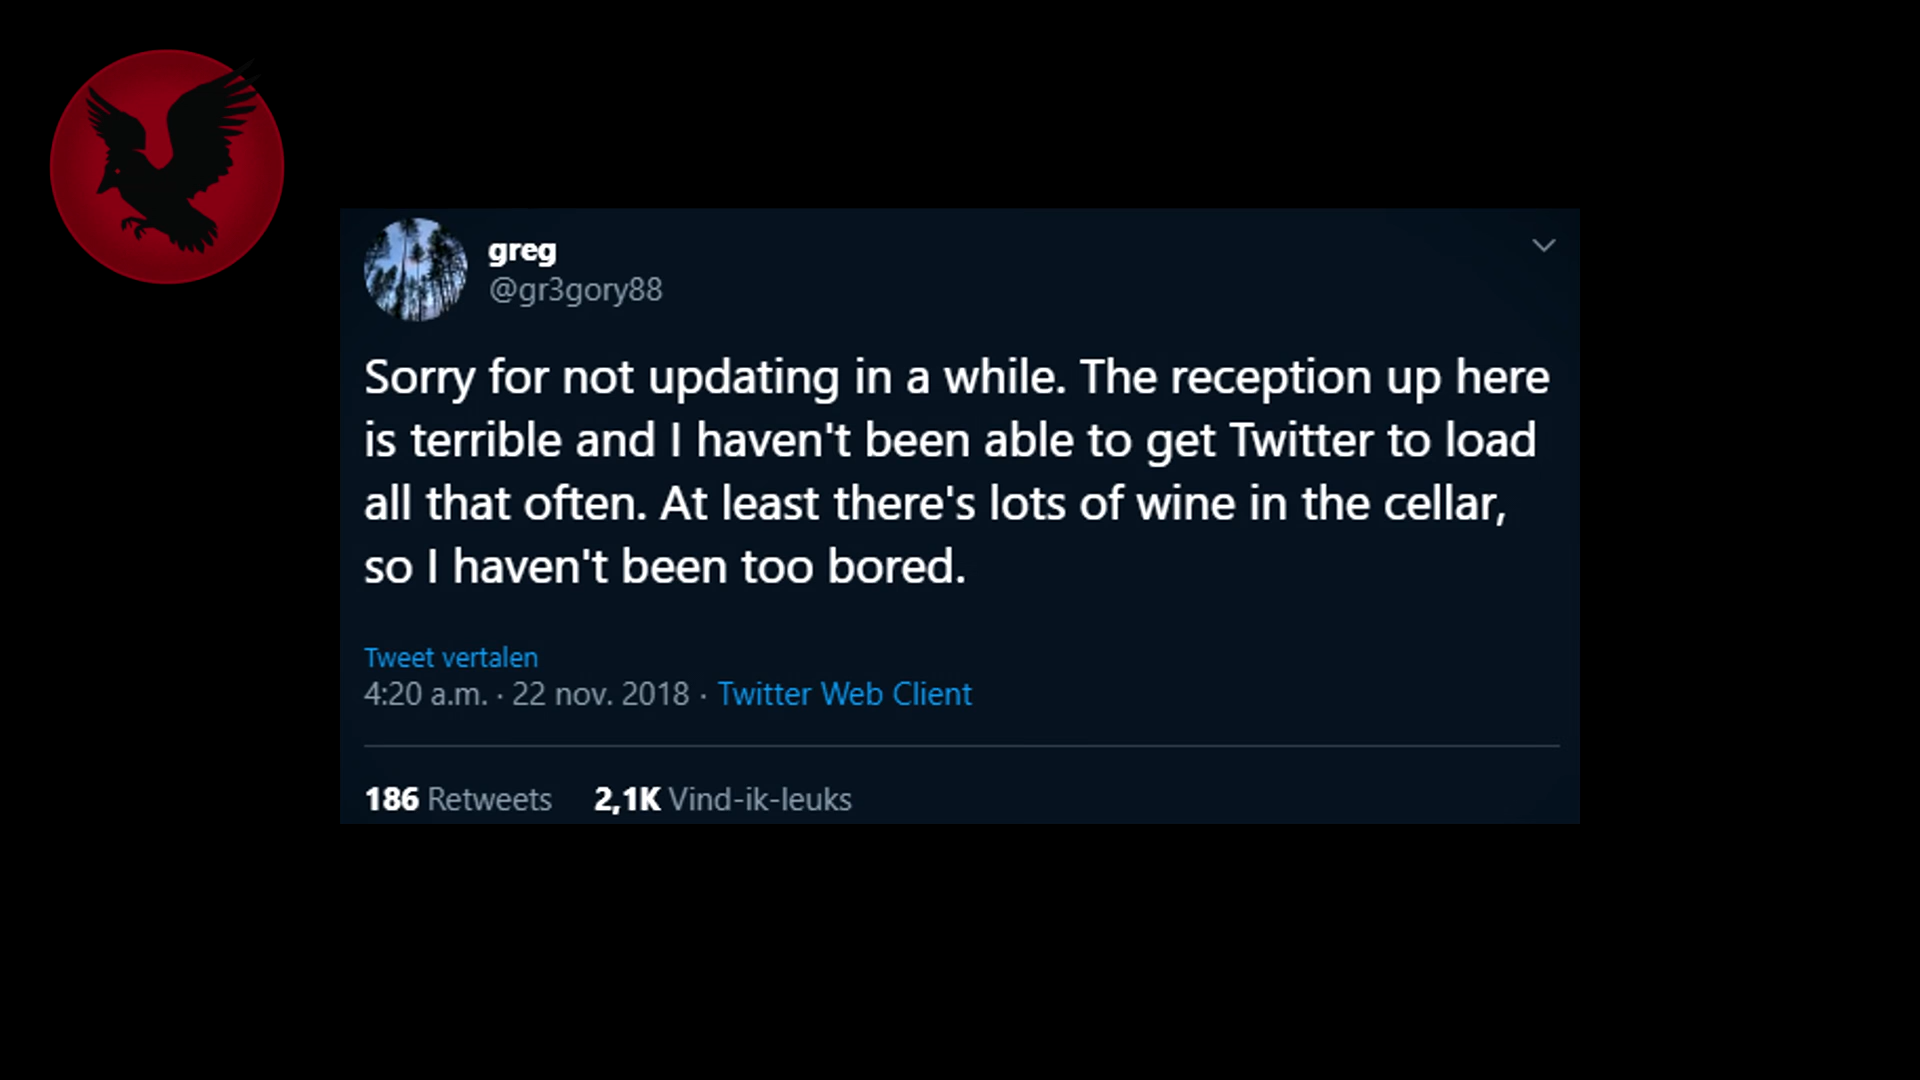 greg
@gr3gory88
Sorry for not updating in a while. The reception up here
is terrible and I haven't been able to get Twitter to load
all that often. At least there's lots of wine in the cellar,
so I haven't been too bored.
Tweet vertalen
4:20 a.m. · 22 nov. 2018 · Twitter Web Client
186 Retweets 2,1K Vind-ik-leuks